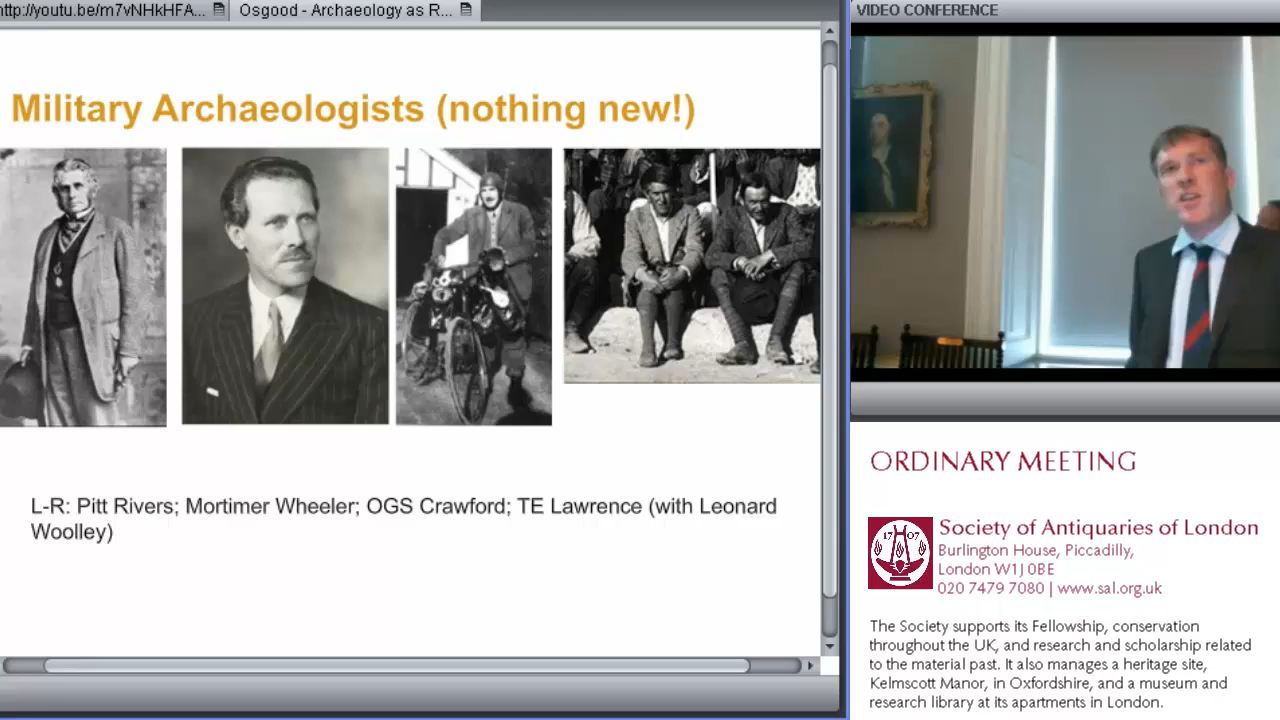 http://youtu.be/m7vNHkHFA...
Osgood - Archaeology as R...
VIDEO CONFERENCE
Military Archaeologists (nothing new!)
L-R: Pitt Rivers; Mortimer Wheeler; OGS Crawford; TE Lawrence (with Leonard
Woolley)
ORDINARY MEETING
17 07
Society of Antiquaries of London
Burlington House, Piccadilly,
London W1J 0BE
020 7479 7080 | www.sal.org.uk
The Society supports its Fellowship, conservation
throughout the UK, and research and scholarship related
to the material past. It also manages a heritage site,
Kelmscott Manor, in Oxfordshire, and a museum and
research library at its apartments in London.